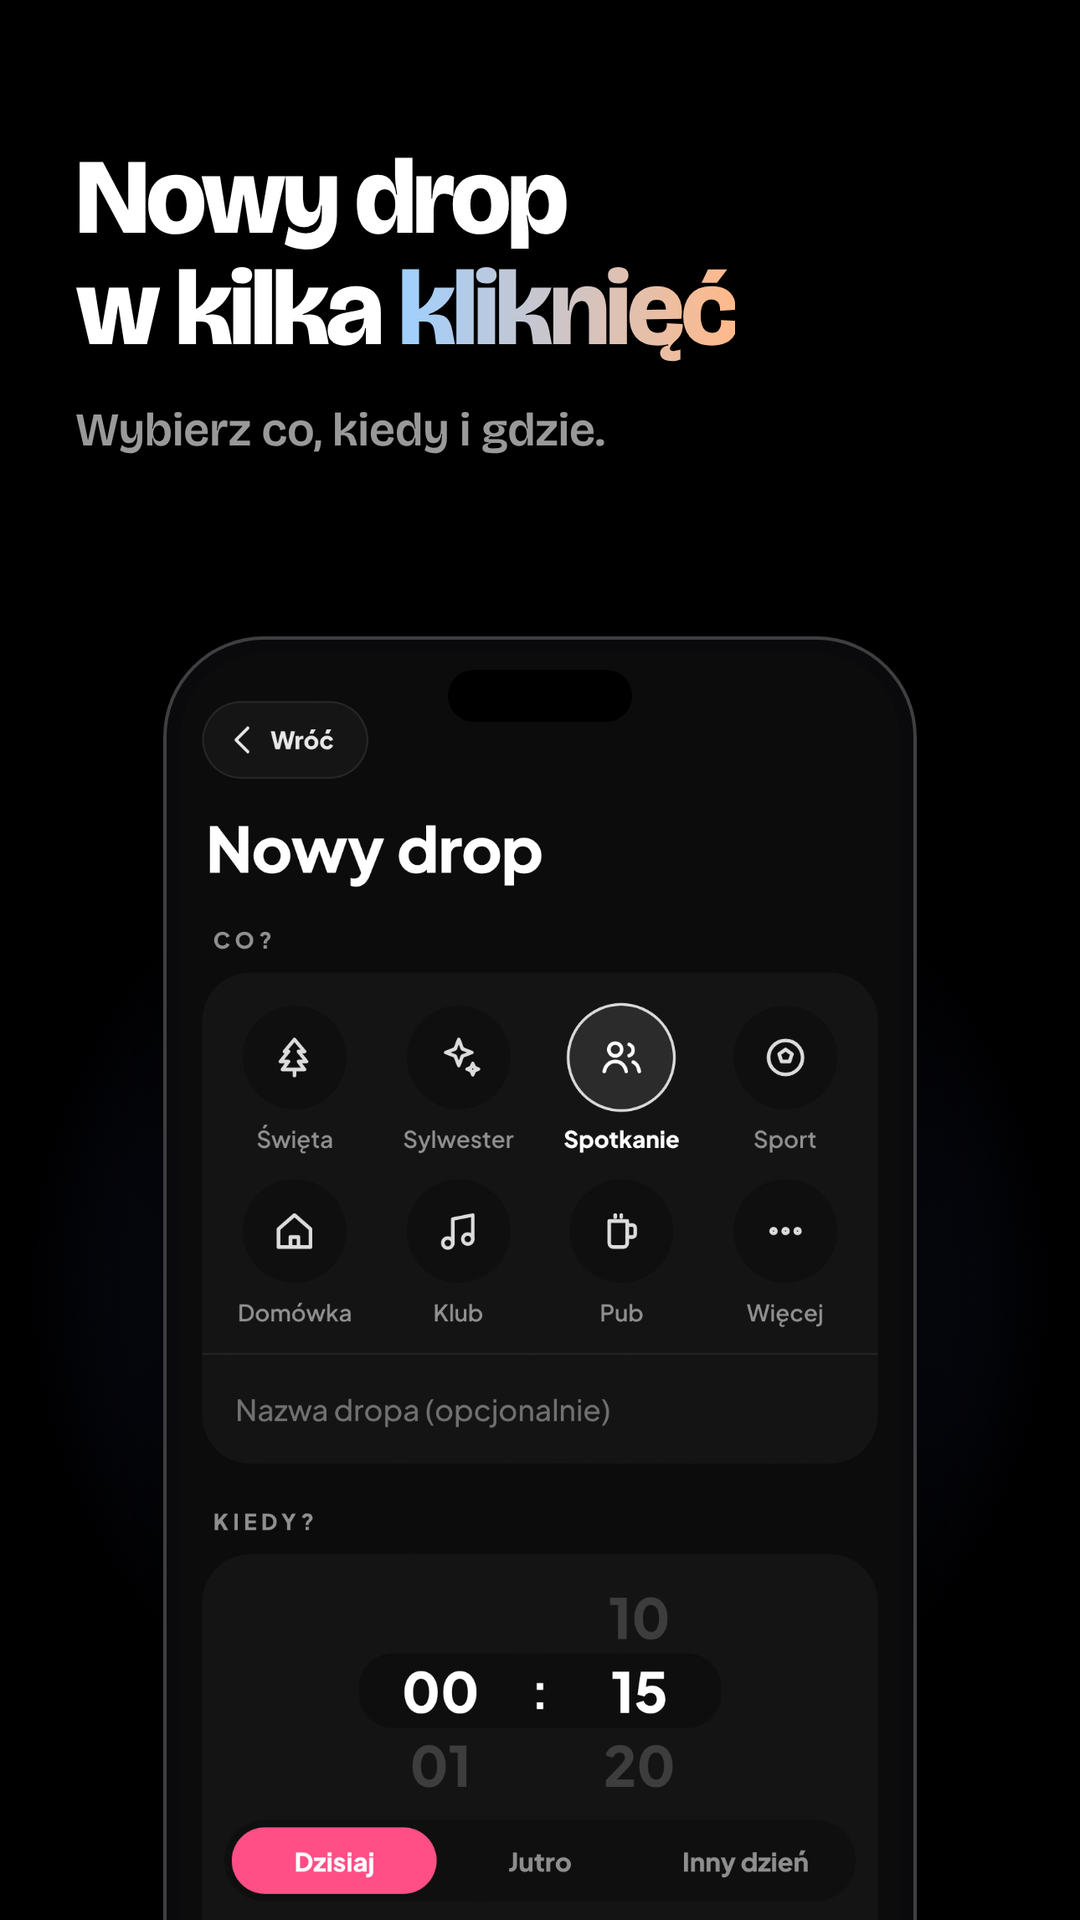 Nowy drop
w kilka kliknięć
Wybierz co, kiedy i gdzie.
Wróć
Nowy drop
CO?
Święta Sylwester Spotkanie Sport
Domówka Klub Pub Więcej
Nazwa dropa (opcjonalnie)
KIEDY?
10
00 : 15
01 20
Dzisiaj Jutro Inny dzień